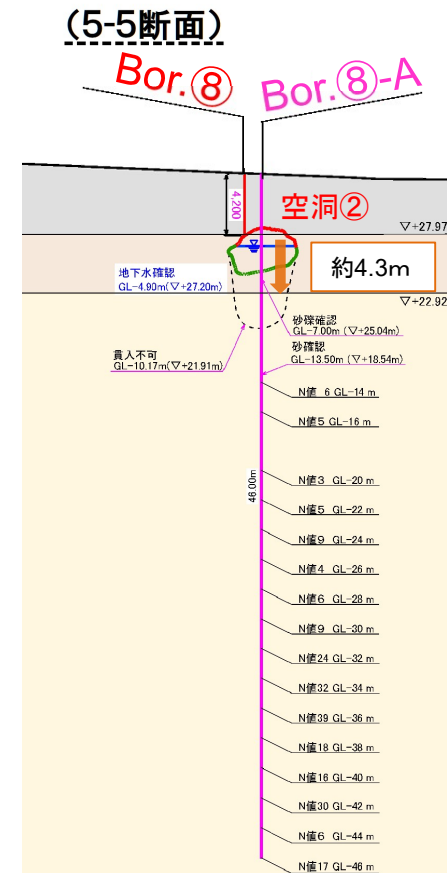 (5-5断面)
Bor.⑧
Bor.⑧-A
4,200
空洞②
▽+27.97
約4.3m
地下水確認
GL-4.90m(▽+27.20m)
▽+22.92
砂礫確認
GL-7.00m (▽+25.04m)
砂確認
GL-13.50m (▽+18.54m)
貫入不可
GL-10.17m(▽+21.91m)
N値 6 GL-14 m
N値5 GL-16 m
46.00m
N値3 GL-20 m
N値5 GL-22 m
N値9 GL-24 m
N値4 GL-26 m
N値6 GL-28 m
N値9 GL-30 m
N値24 GL-32 m
N値32 GL-34 m
N値39 GL-36 m
N値18 GL-38 m
N値16 GL-40 m
N値30 GL-42 m
N値6 GL-44 m
N値17 GL-46 m